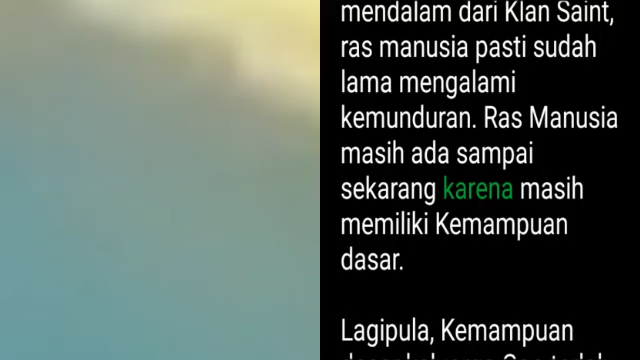 mendalam dari Klan Saint,
ras manusia pasti sudah
lama mengalami
kemunduran. Ras Manusia
masih ada sampai
sekarang karena masih
memiliki Kemampuan
dasar.
Lagipula, Kemampuan